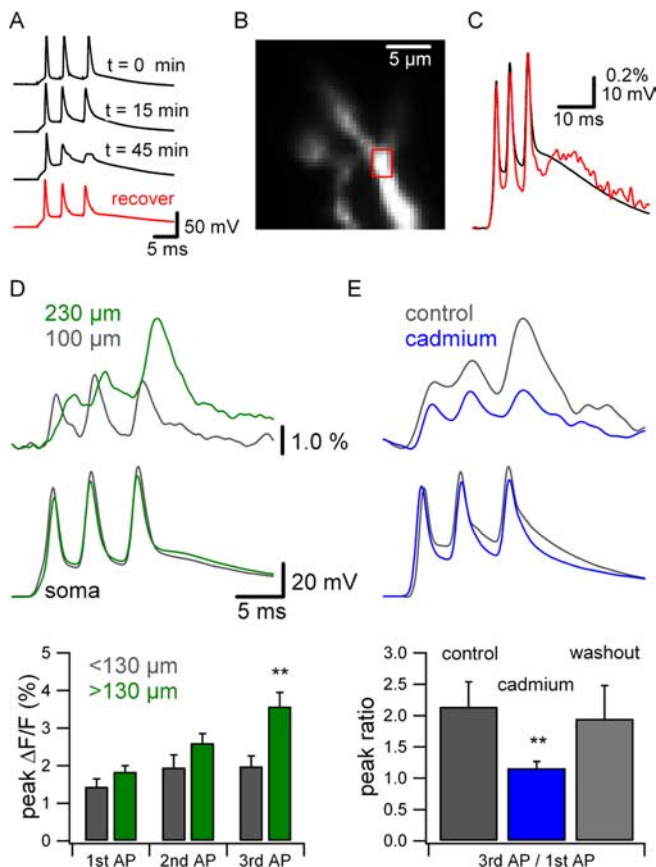 A
t = 0 min
t = 15 min
t = 45 min
recover
50 mV
5 ms
B
5 µm
C
0.2%
10 mV
10 ms
D
230 µm
100 µm
1.0 %
soma
20 mV
5 ms
E
control
cadmium
peak ΔF/F (%)
5
4
3
2
1
0
<130 µm
>130 µm
**
1st AP
2nd AP
3rd AP
peak ratio
3.0
2.5
2.0
1.5
1.0
0.5
0.0
control
cadmium
washout
**
3rd AP / 1st AP